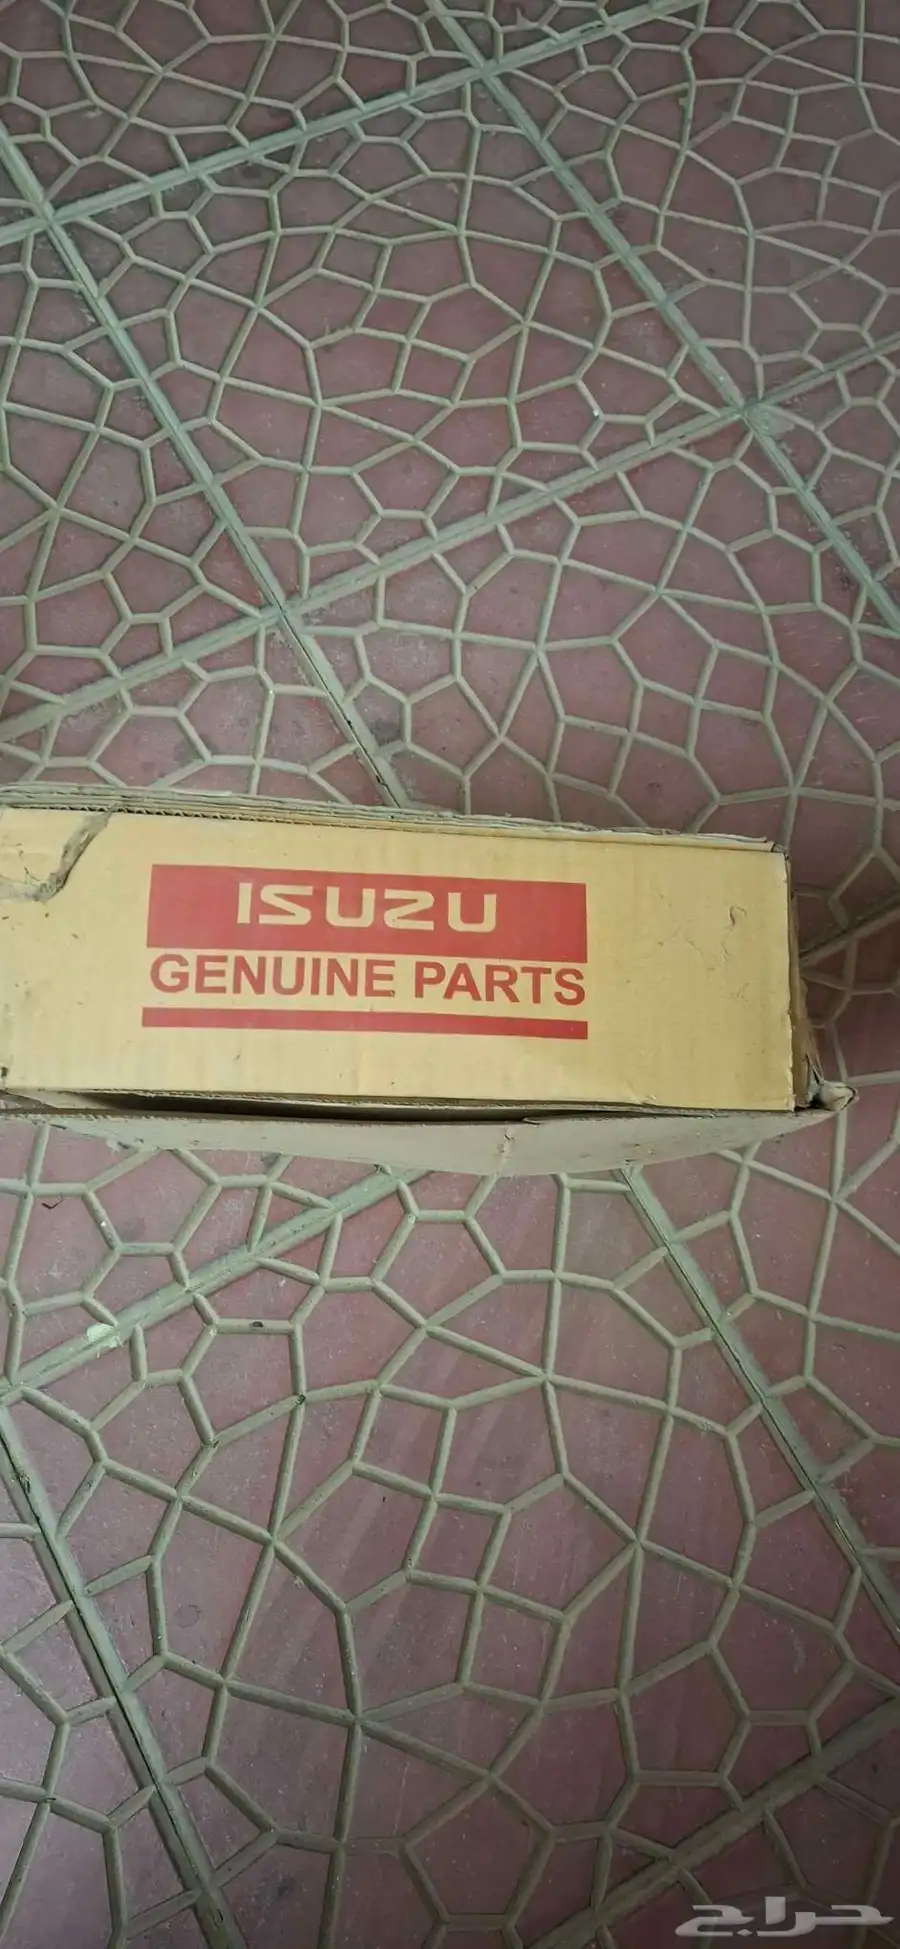 ISUZU
GENUINE PARTS
حراج